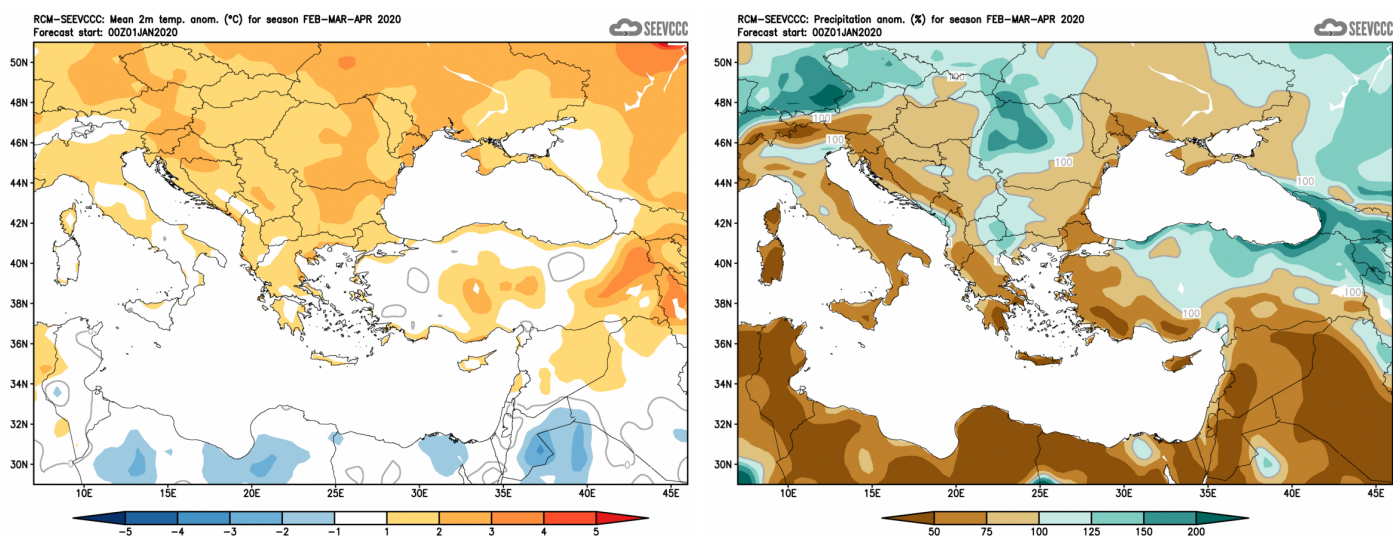 RCM-SEEVCCC: Mean 2m temp. anom. (°C) for season FEB-MAR-APR 2020
Forecast start: 00Z01JAN2020
SEEVCCC
50N
48N
46N
44N
42N
40N
38N
36N
34N
32N
30N
0
10E 15E 20E 25E 30E 35E 40E 45E
-5 -4 -3 -2 -1 1 2 3 4 5
RCM-SEEVCCC: Precipitation anom. (%) for season FEB-MAR-APR 2020
Forecast start: 00Z01JAN2020
SEEVCCC
50N
100
48N
100
46N
100
100
44N
100
42N
40N
100
38N
100
36N
34N
32N
30N
10E 15E 20E 25E 30E 35E 40E 45E
50 75 100 125 150 200